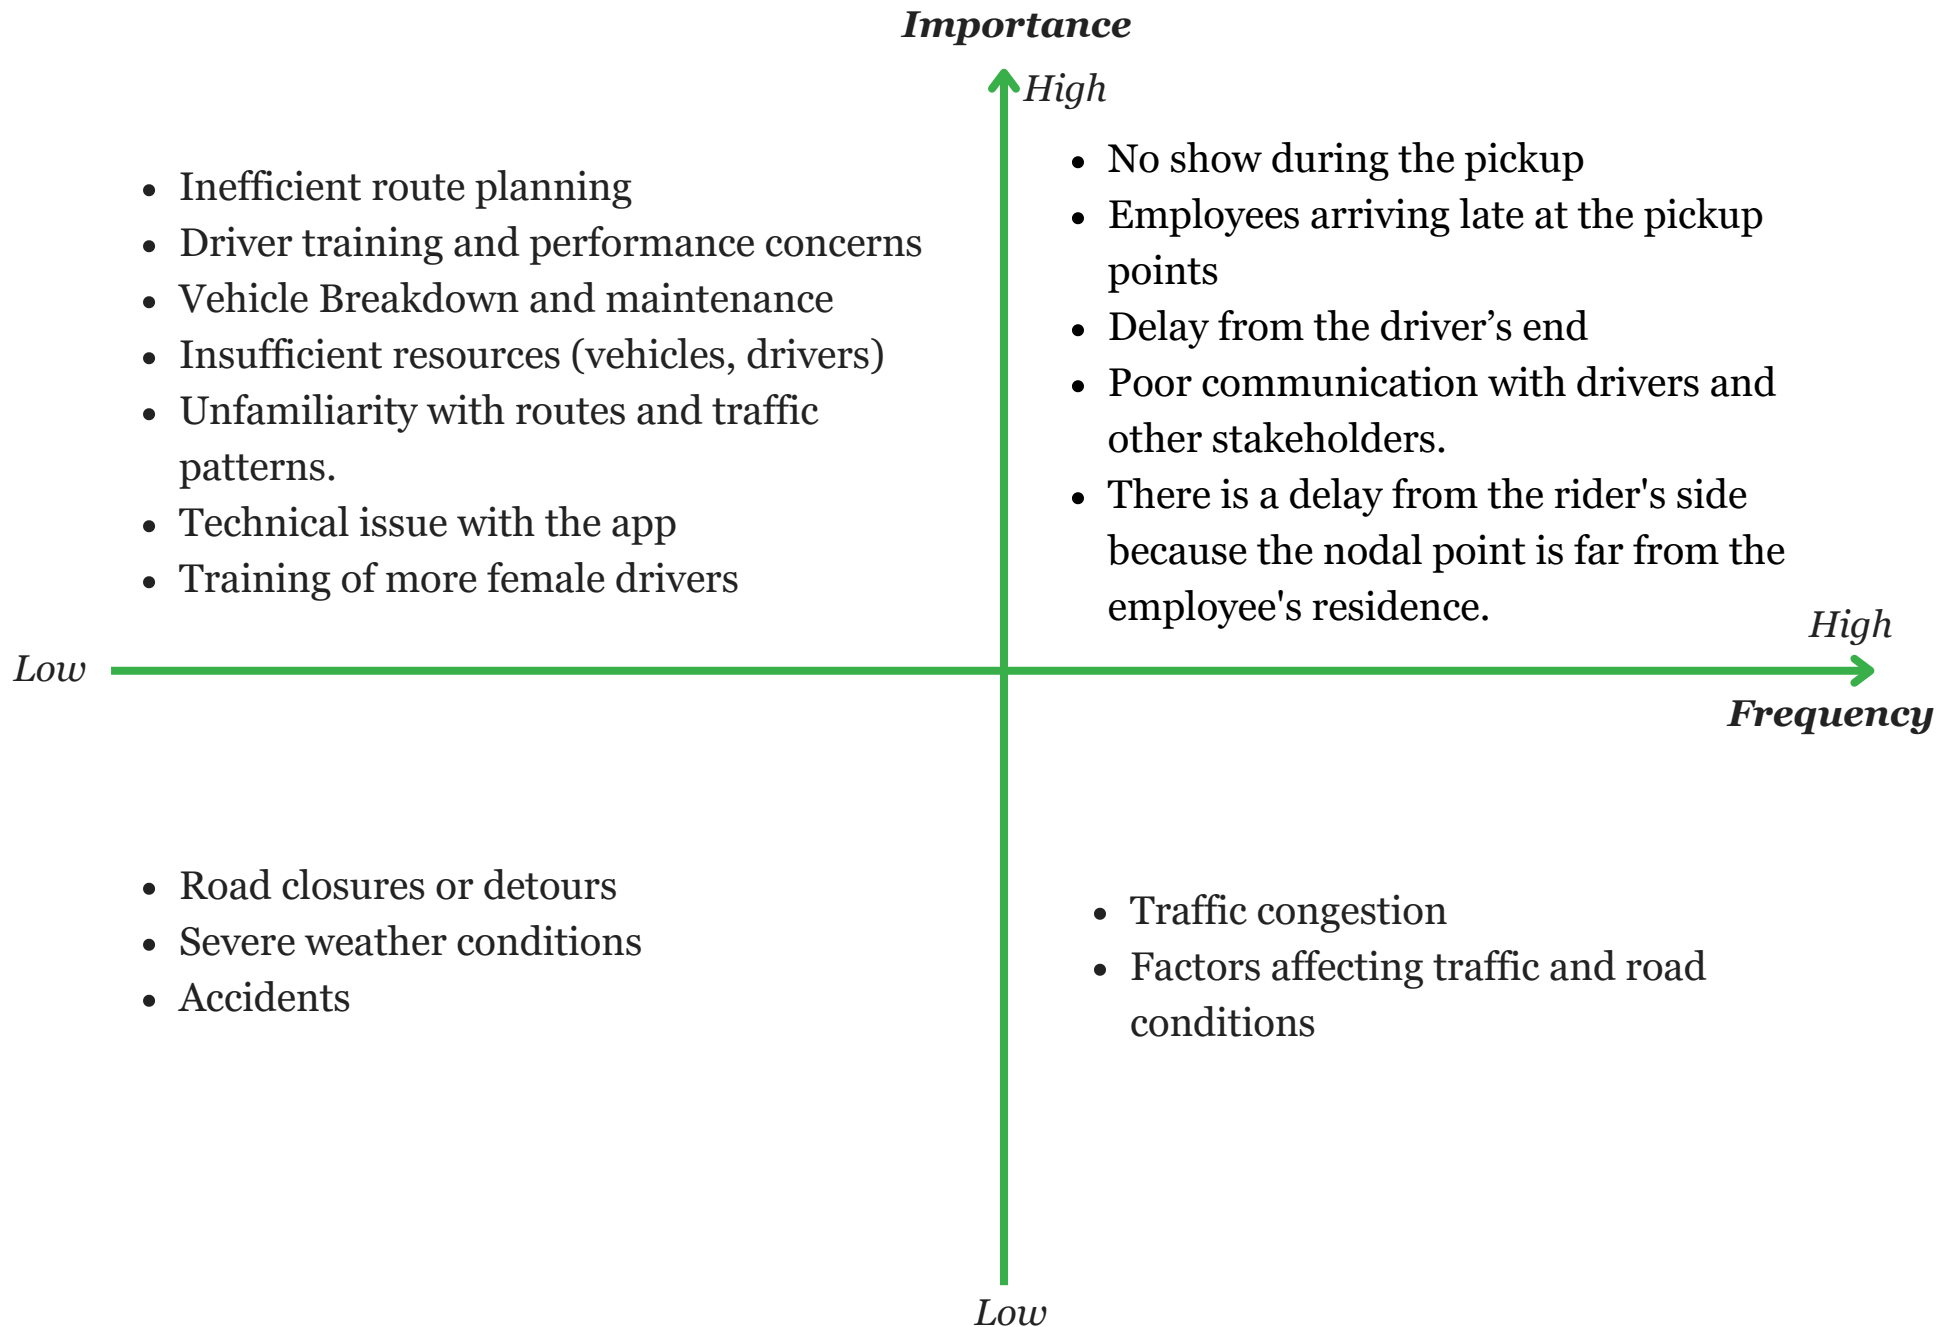 Importance
High
• Inefficient route planning
• Driver training and performance concerns
• Vehicle Breakdown and maintenance
• Insufficient resources (vehicles, drivers)
• Unfamiliarity with routes and traffic
patterns.
• Technical issue with the app
• Training of more female drivers
• No show during the pickup
• Employees arriving late at the pickup
points
• Delay from the driver’s end
• Poor communication with drivers and
other stakeholders.
• There is a delay from the rider's side
because the nodal point is far from the
employee's residence.
High
Low
Frequency
• Road closures or detours
• Severe weather conditions
• Accidents
• Traffic congestion
• Factors affecting traffic and road
conditions
Low